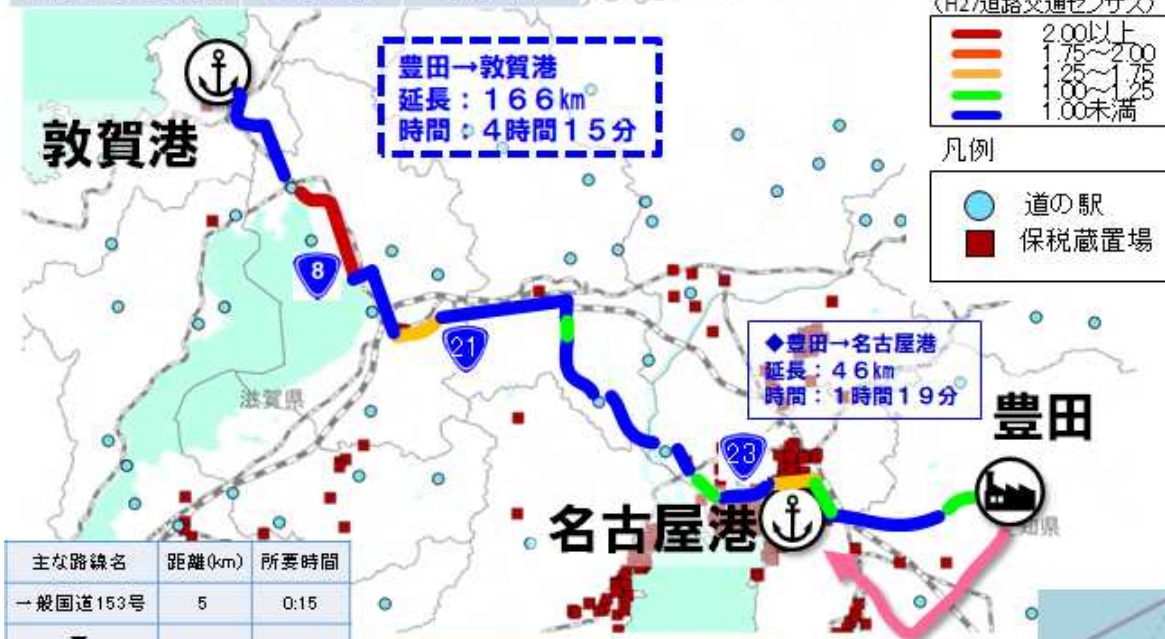 （H27道路交通センサス）
2.00以上
1.75～2.00
1.25～1.75
1.00～1.25
1.00未満
凡例
道の駅
保税蔵置場
豊田→敦賀港
延長：166km
時間：4時間15分
敦賀港
8
21
◆豊田→名古屋港
延長：46km
時間：1時間19分
滋賀県
豊田
23
名古屋港
知県
主な路線名 距離(km) 所要時間
一般国道153号 5 0:15